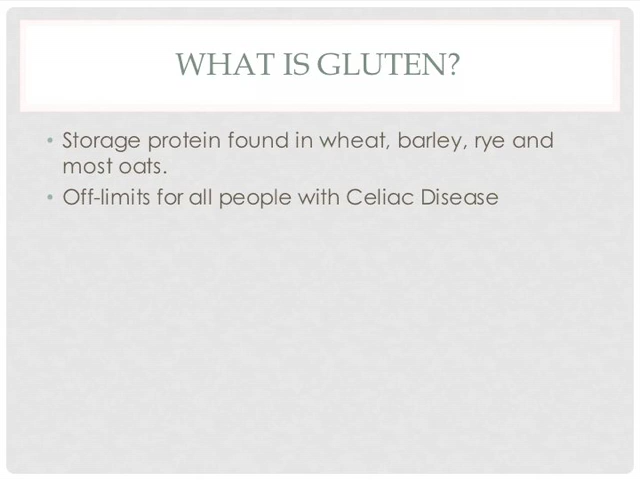 WHAT IS GLUTEN?
• Storage protein found in wheat, barley, rye and
most oats.
• Off-limits for all people with Celiac Disease